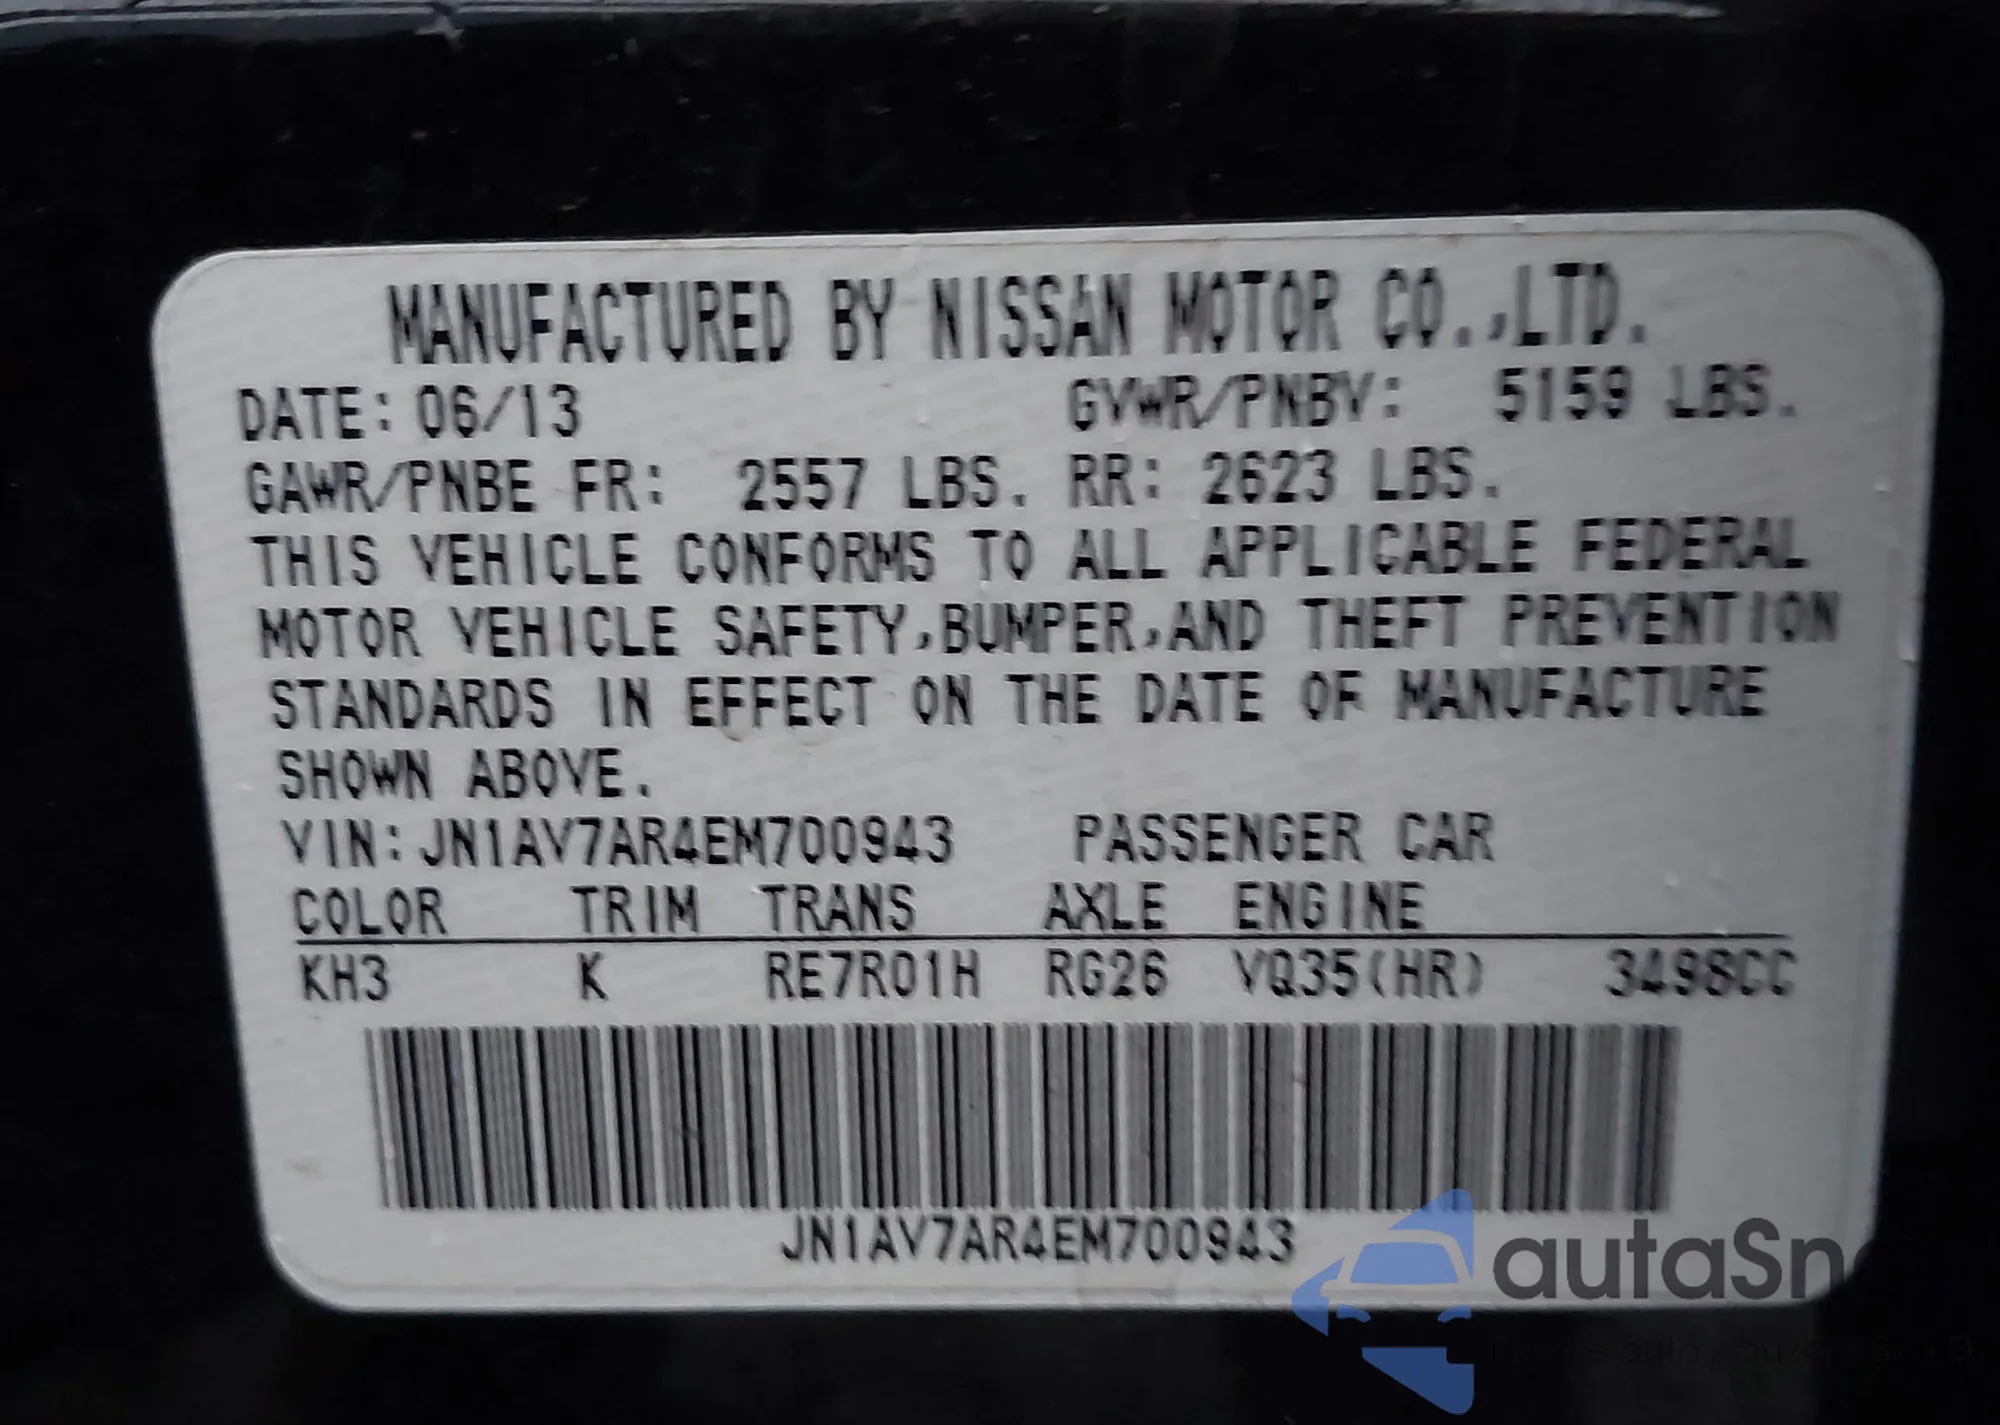 MANUFACTURED BY NISSAN MOTOR CO.,LTD.
DATE: 06/13 GVWR/PNBV: 5159 LBS.
GAWR/PNBE FR: 2557 LBS. RR: 2623 LBS.
THIS VEHICLE CONFORMS TO ALL APPLICABLE FEDERAL
MOTOR VEHICLE SAFETY,BUMPER,AND THEFT PREVENTION
STANDARDS IN EFFECT ON THE DATE OF MANUFACTURE
SHOWN ABOVE.
VIN:JN1AV7AR4EM700943 PASSENGER CAR
COLOR TRIM TRANS AXLE ENGINE
KH3 K RE7R01H RG26 VQ35(HR) 3498CC
JN1AV7AR4EM700943
autaSn
auto